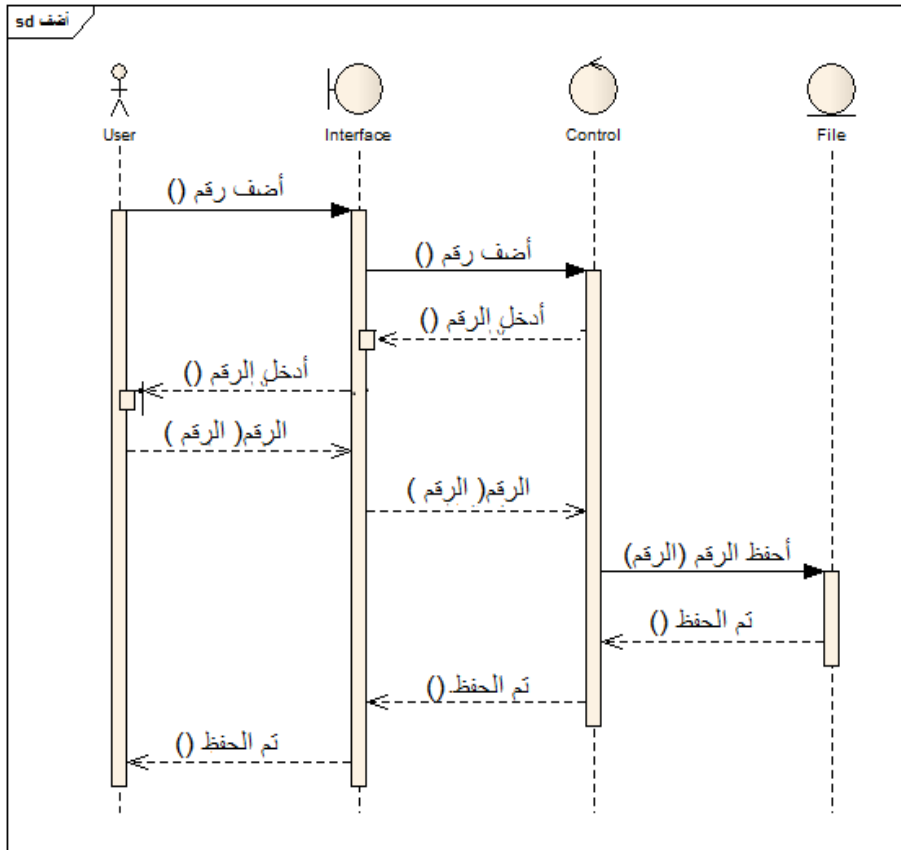 sd أضف
User
Interface
Control
File
أضف رقم ()
أضف رقم ()
أدخل الرقم ()
أدخل الرقم ()
الرقم( الرقم )
الرقم( الرقم )
أحفظ الرقم (الرقم)
تم الحفظ ()
تم الحفظ ()
تم الحفظ ()